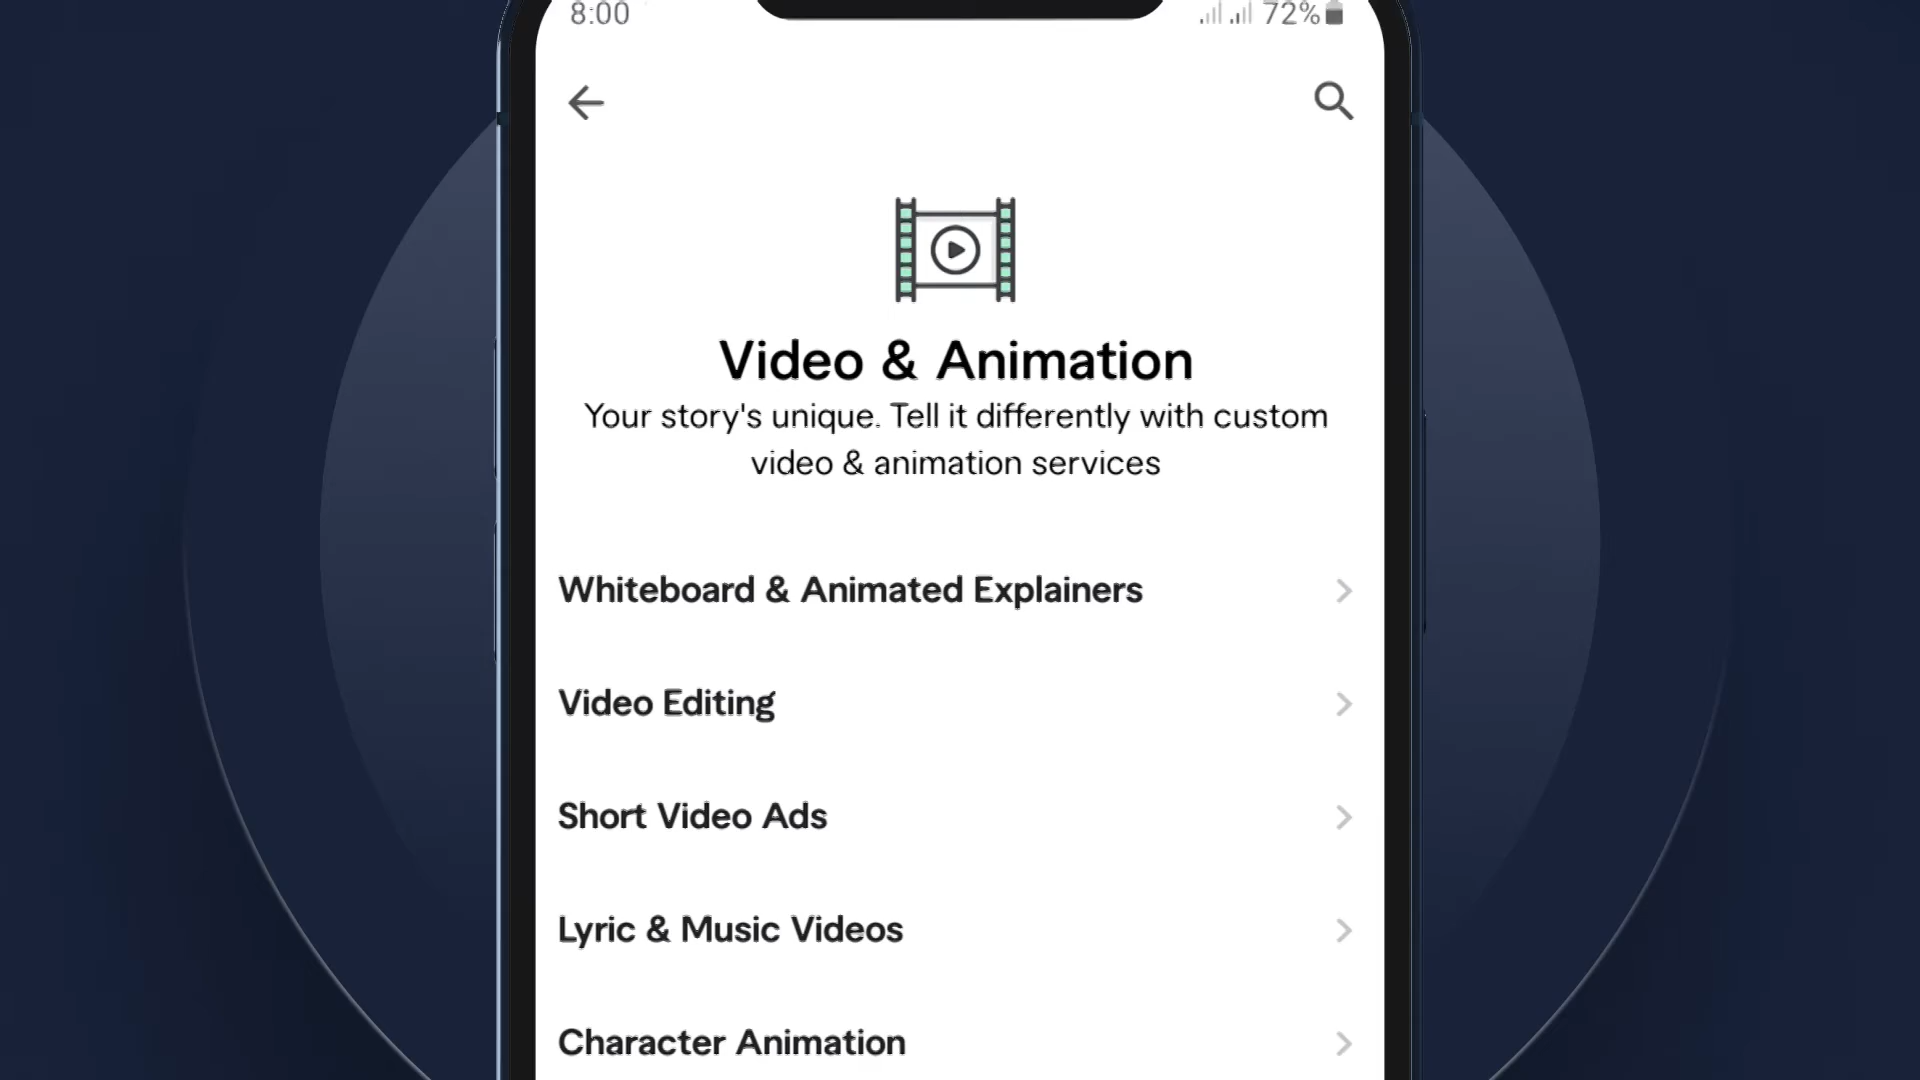 8:00
72%
Video & Animation
Your story's unique. Tell it differently with custom
video & animation services
Whiteboard & Animated Explainers
Video Editing
Short Video Ads
Lyric & Music Videos
Character Animation